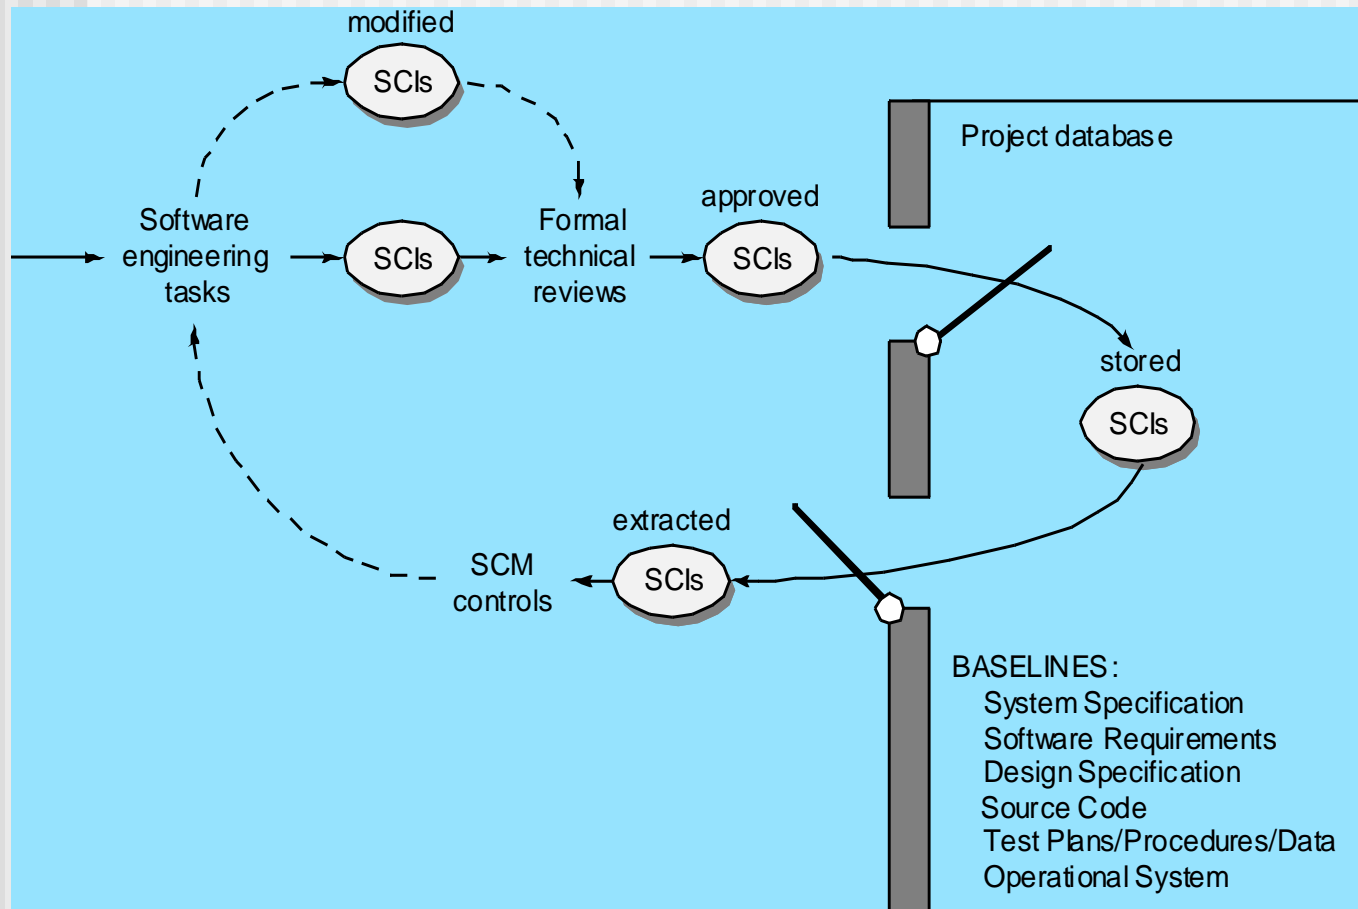 modified
SCIs
Project database
approved
Software
engineering
tasks
SCIs
Formal
technical
reviews
SCIs
stored
SCIs
extracted
SCIs
SCM
controls
BASELINES:
System Specification
Software Requirements
Design Specification
Source Code
Test Plans/Procedures/Data
Operational System